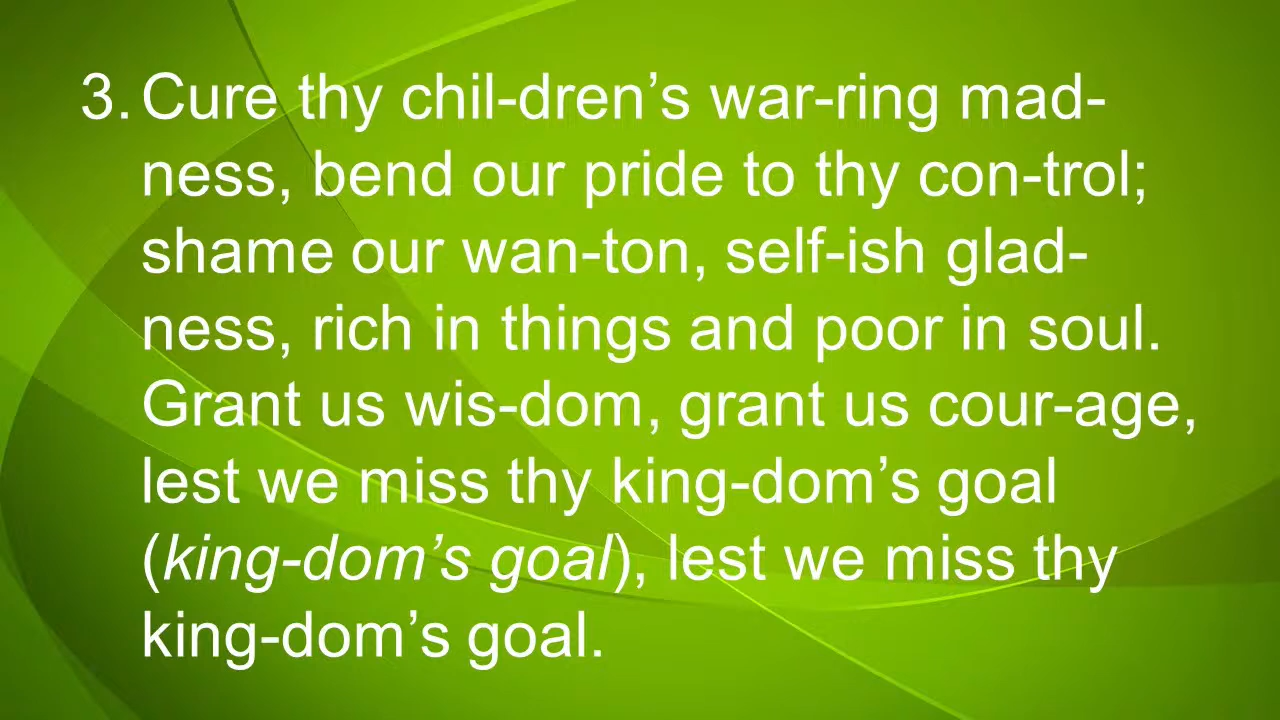 3. Cure thy chil-dren’s war-ring mad-
ness, bend our pride to thy con-trol;
shame our wan-ton, self-ish glad-
ness, rich in things and poor in soul.
Grant us wis-dom, grant us cour-age,
lest we miss thy king-dom’s goal
(king-dom’s goal), lest we miss thy
king-dom’s goal.